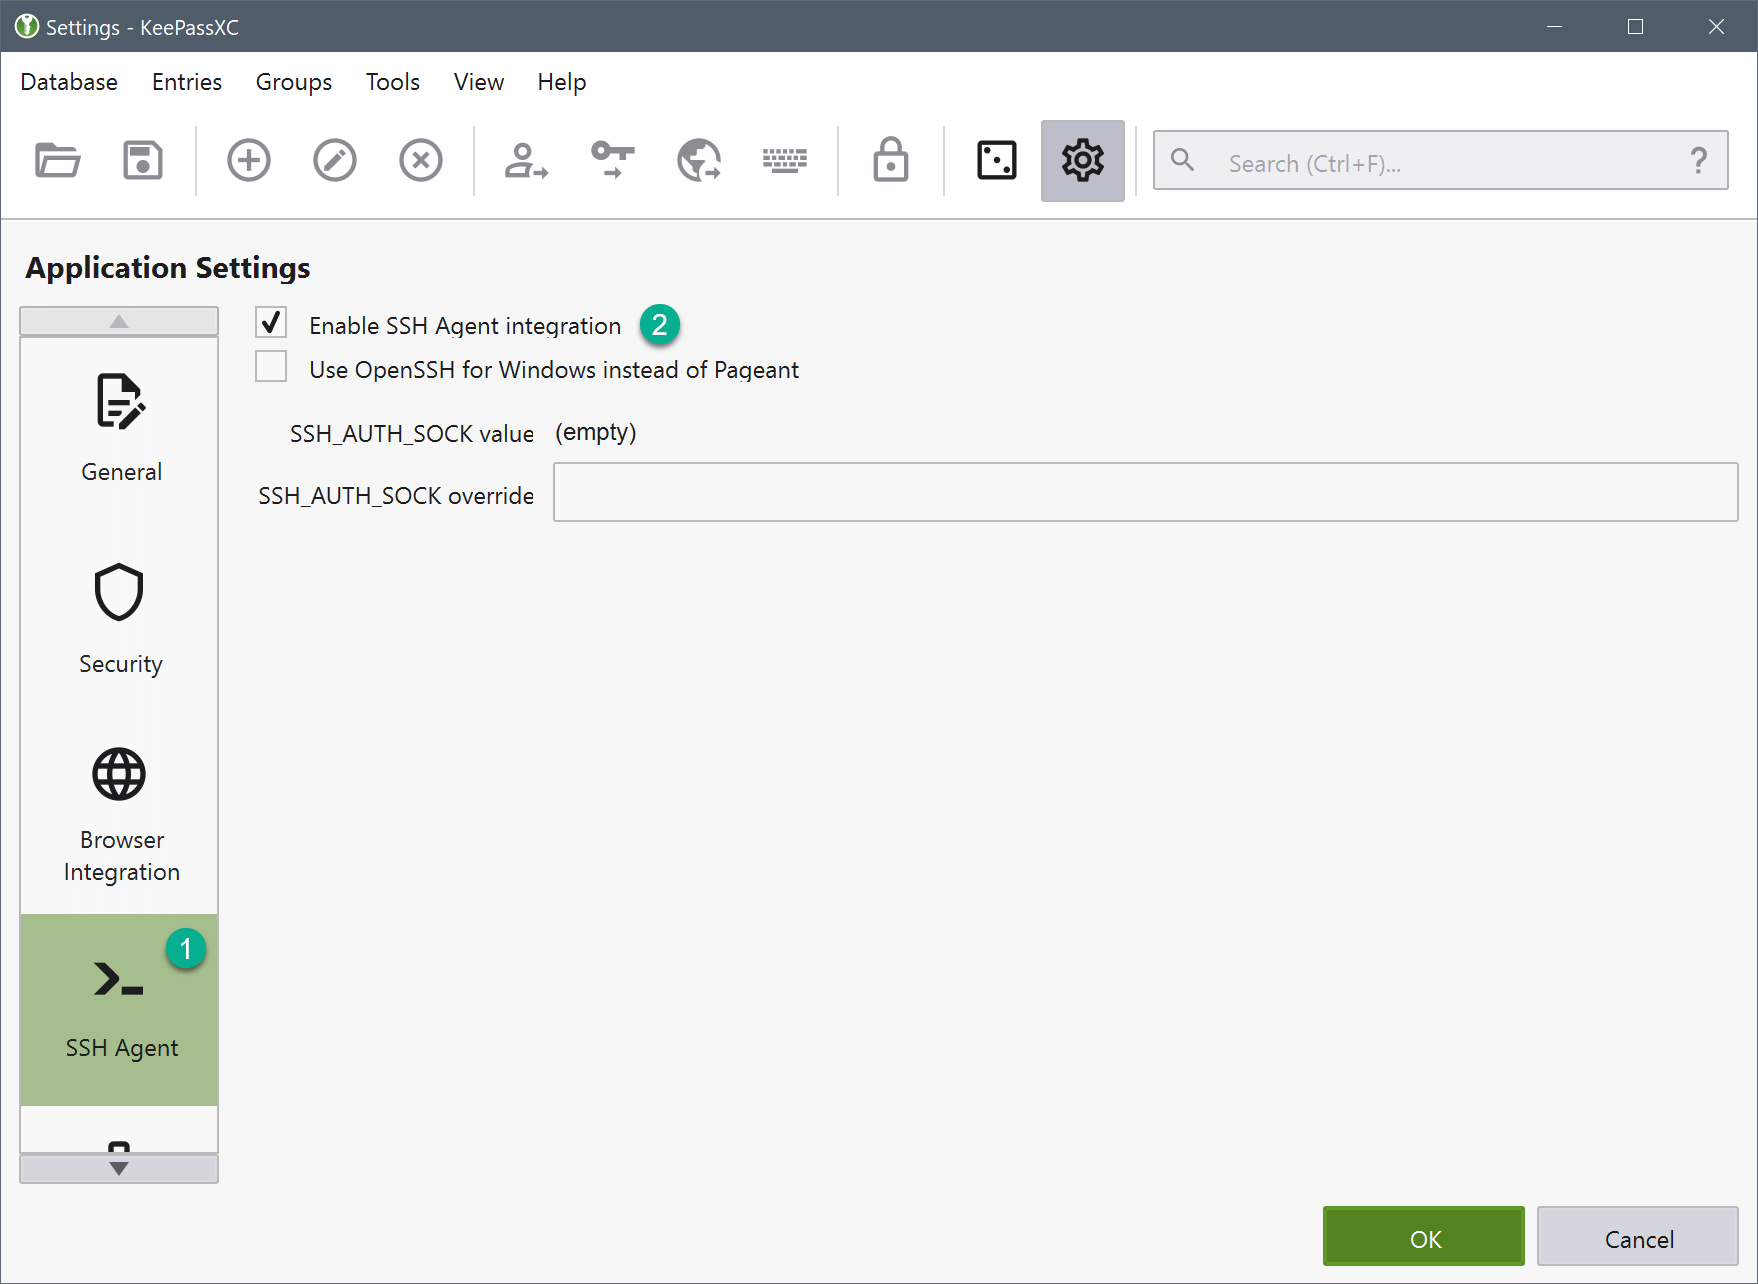 Settings - KeePassXC
Database Entries Groups Tools View Help
Search (Ctrl+F)... ?
Application Settings
Enable SSH Agent integration 2
Use OpenSSH for Windows instead of Pageant
SSH_AUTH_SOCK value (empty)
SSH_AUTH_SOCK override
General
Security
Browser
Integration
1
SSH Agent
OK Cancel